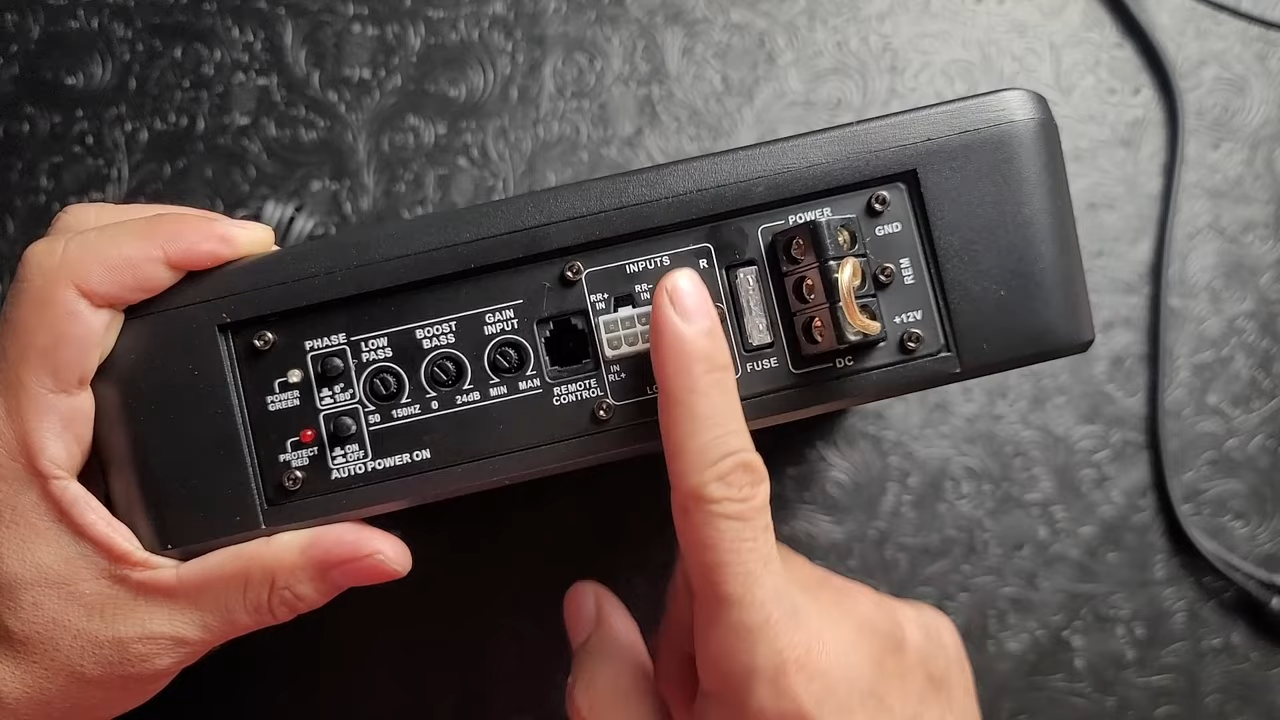 PHASE
LOW
PASS
BOOST
BASS
GAIN
INPUT
POWER
GREEN
0°
180°
50
150HZ
0
24dB
MIN
MAN
PROTECT
RED
ON
OFF
AUTO POWER ON
REMOTE
CONTROL
INPUTS
R
RR+
IN
RR-
IN
IN
RL+
FUSE
POWER
GND
REM
+12V
DC